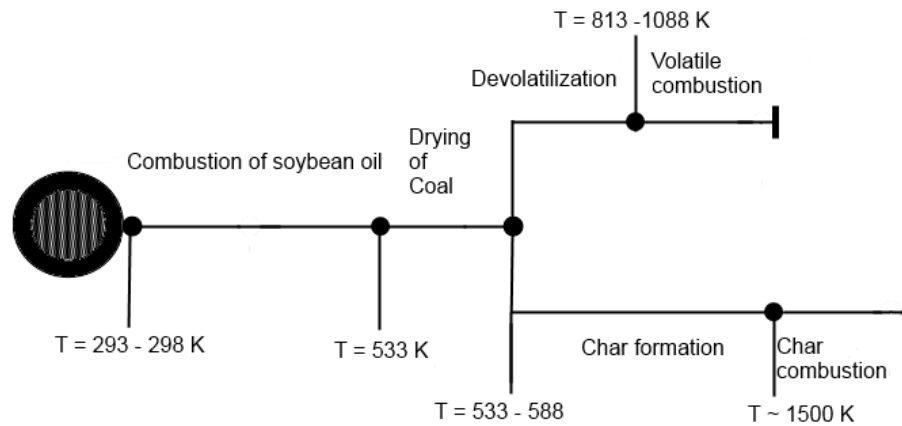 T = 813 -1088 K
Devolatilization
Volatile
combustion
Drying
of
Coal
Combustion of soybean oil
T = 293 - 298 K
T = 533 K
Char formation
Char
combustion
T = 533 - 588
T ~ 1500 K